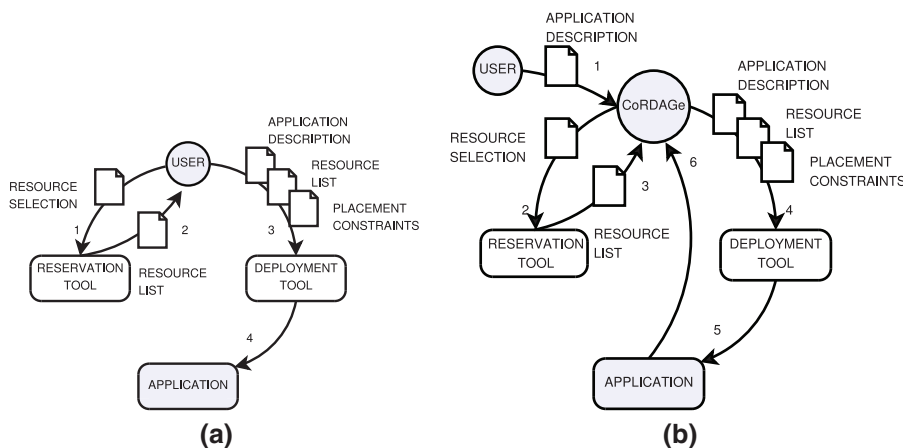 APPLICATION
DESCRIPTION
USER
RESOURCE
LIST
RESOURCE
SELECTION
PLACEMENT
CONSTRAINTS
1
2
3
RESERVATION
TOOL
RESOURCE
LIST
DEPLOYMENT
TOOL
4
APPLICATION
(a)
APPLICATION
DESCRIPTION
USER
1
APPLICATION
DESCRIPTION
CoRDAGe
RESOURCE
LIST
RESOURCE
SELECTION
6
PLACEMENT
CONSTRAINTS
3
2
4
RESERVATION
TOOL
RESOURCE
LIST
DEPLOYMENT
TOOL
5
APPLICATION
(b)